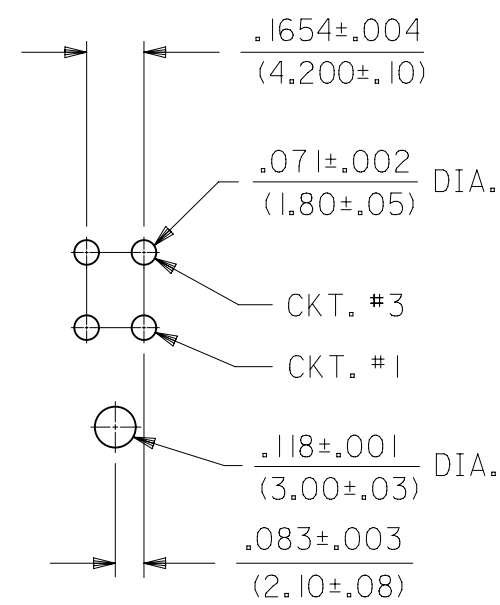 .1654±.004
(4.200±.10)
.071±.002
(1.80±.05)
DIA.
CKT. #3
CKT. #1
.118±.001
(3.00±.03)
DIA.
.083±.003
(2.10±.08)